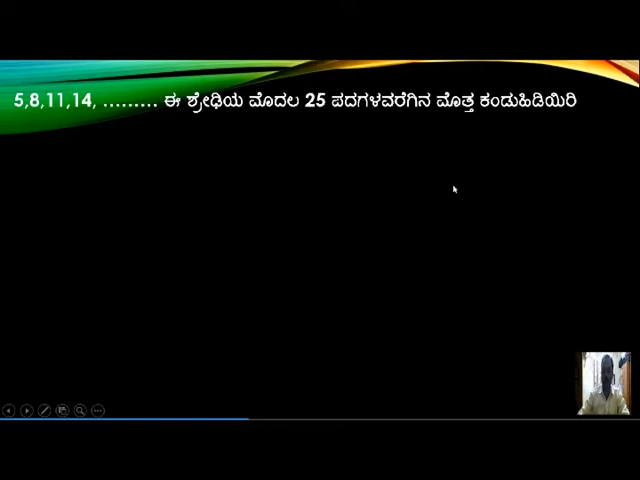 5,8,11,14, ......... ಈ ಶ್ರೇಢಿಯ ಮೊದಲ 25 ಪದಗಳವರೆಗಿನ ಮೊತ್ತ ಕಂಡುಹಿಡಿಯಿರಿ